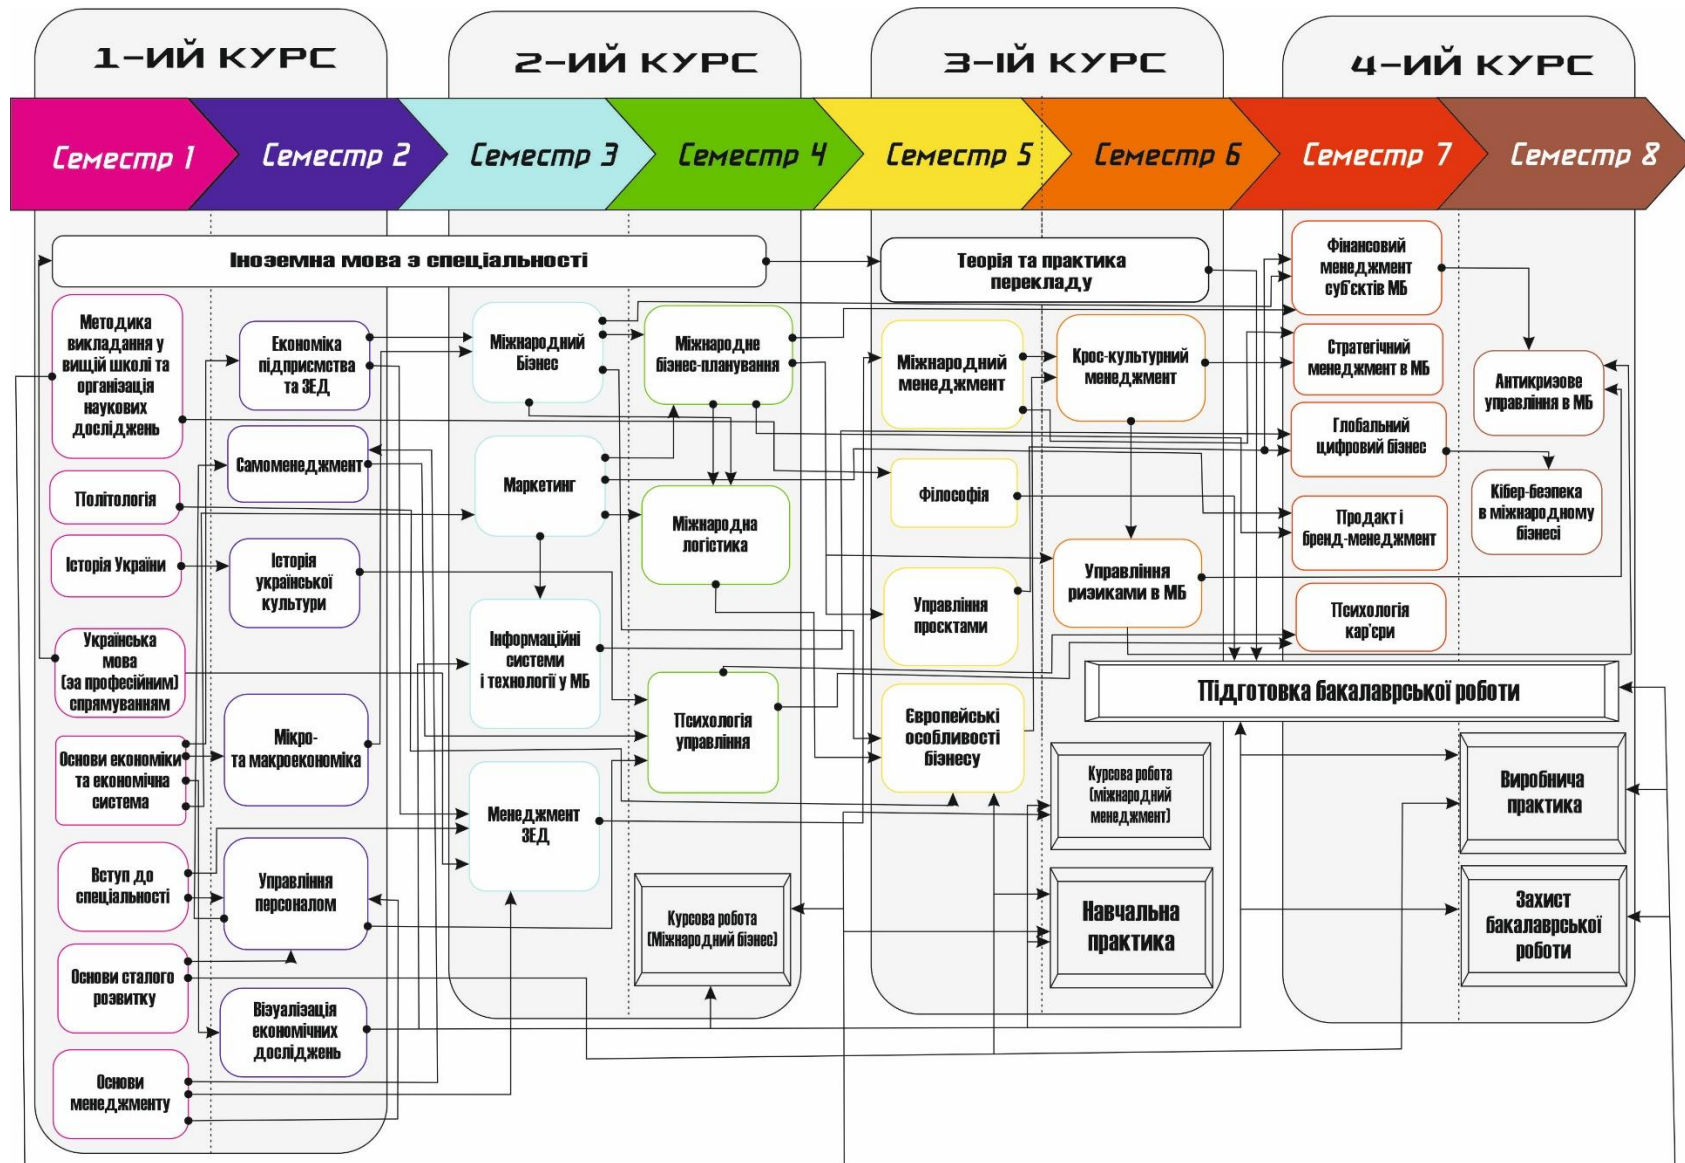 1-ИЙ КУРС
2-ИЙ КУРС
3-ІЙ КУРС
4-ИЙ КУРС
Семестр 1
Семестр 2
Семестр 3
Семестр 4
Семестр 5
Семестр 6
Семестр 7
Семестр 8
Іноземна мова з спеціальності
Теорія та практика
перекладу
Методика
викладання у
вищій школі та
організація
наукових
досліджень
Політологія
Історія України
Українська
мова
(за професійним)
спрямуванням
Основи економіки
та економічна
система
Вступ до
спеціальності
Основи сталого
розвитку
Основи
менеджменту
Економіка
підприємства
та ЗЕД
Самоменеджмент
Історія
української
культури
Мікро-
та макроекономіка
Управління
персоналом
Візуалізація
економічних
досліджень
Міжнародний
Бізнес
Маркетинг
Інформаційні
системи
і технології у МБ
Менеджмент
ЗЕД
Міжнародне
бізнес-планування
Міжнародна
логістика
Психологія
управління
Курсова робота
(Міжнародний бізнес)
Міжнародний
менеджмент
Філософія
Управління
проєктами
Європейські
особливості
бізнесу
Крос-культурний
менеджмент
Управління
ризиками в МБ
Курсова робота
(міжнародний
менеджмент)
Навчальна
практика
Фінансовий
менеджмент
суб'єктів МБ
Стратегічний
менеджмент в МБ
Глобальний
цифровий бізнес
Продакт і
бренд-менеджмент
Психологія
кар'єри
Антикризове
управління в МБ
Кібер-безпека
в міжнародному
бізнесі
Підготовка бакалаврської роботи
Виробнича
практика
Захист
бакалаврської
роботи